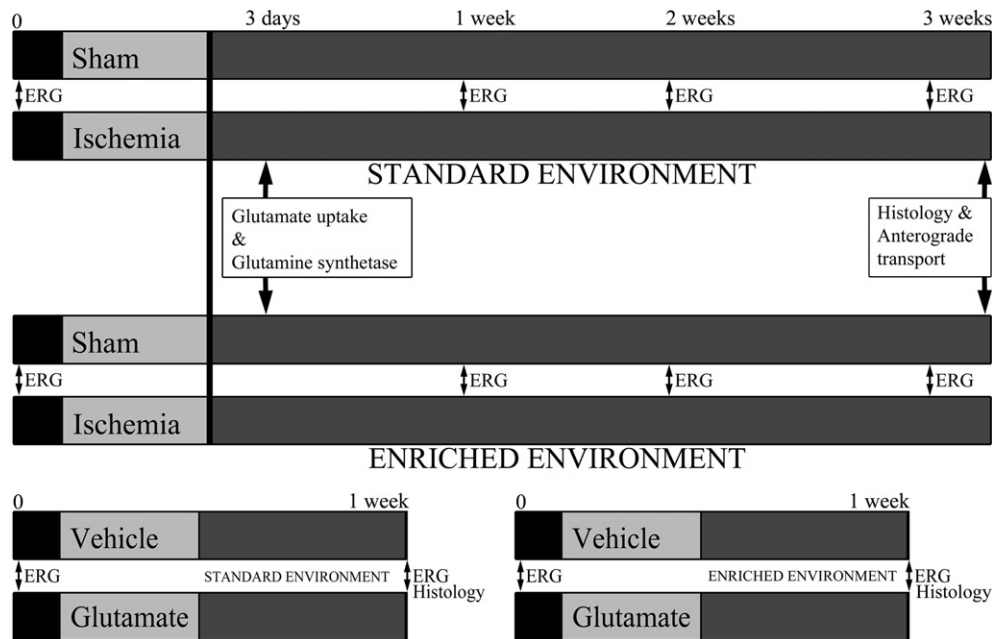 0 3 days 1 week 2 weeks 3 weeks
Sham
ERG ERG ERG ERG
Ischemia
STANDARD ENVIRONMENT
Glutamate uptake
&
Glutamine synthetase
Histology &
Anterograde
transport
Sham
ERG ERG ERG ERG
Ischemia
ENRICHED ENVIRONMENT
0 1 week
Vehicle
ERG STANDARD ENVIRONMENT ERG
Histology
Glutamate
0 1 week
Vehicle
ERG ENRICHED ENVIRONMENT ERG
Histology
Glutamate